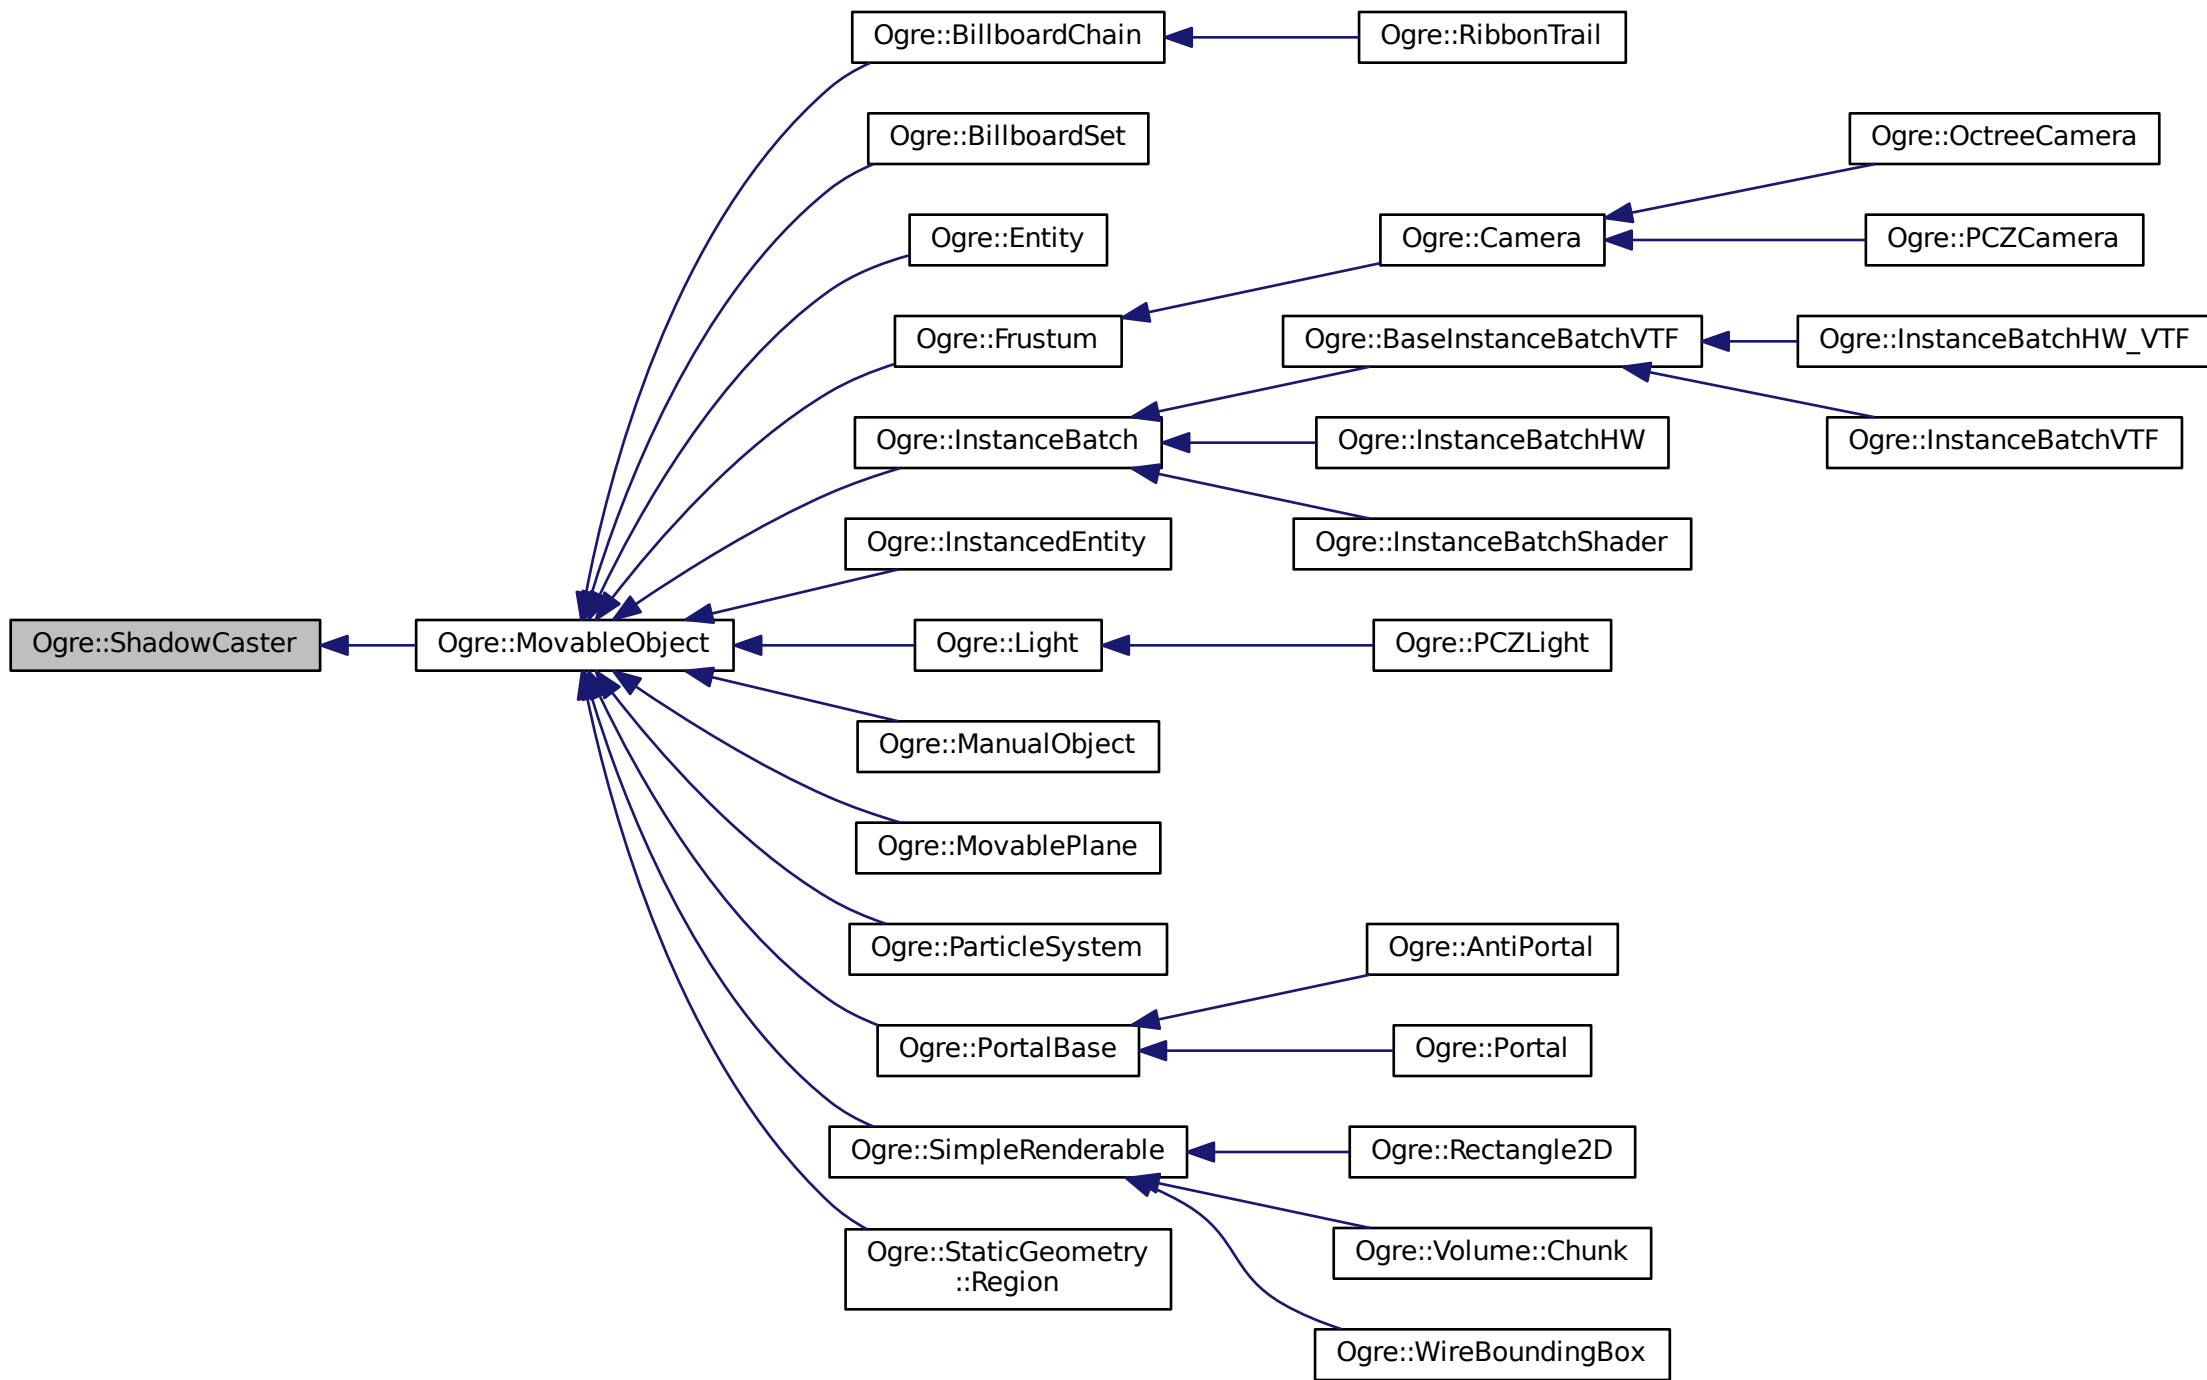 Ogre::BillboardChain
Ogre::RibbonTrail
Ogre::BillboardSet
Ogre::OctreeCamera
Ogre::Entity
Ogre::Camera
Ogre::PCZCamera
Ogre::Frustum
Ogre::BaseInstanceBatchVTF
Ogre::InstanceBatchHW_VTF
Ogre::InstanceBatch
Ogre::InstanceBatchHW
Ogre::InstanceBatchVTF
Ogre::InstancedEntity
Ogre::InstanceBatchShader
Ogre::ShadowCaster
Ogre::MovableObject
Ogre::Light
Ogre::PCZLight
Ogre::ManualObject
Ogre::MovablePlane
Ogre::ParticleSystem
Ogre::AntiPortal
Ogre::PortalBase
Ogre::Portal
Ogre::SimpleRenderable
Ogre::Rectangle2D
Ogre::StaticGeometry
::Region
Ogre::Volume::Chunk
Ogre::WireBoundingBox